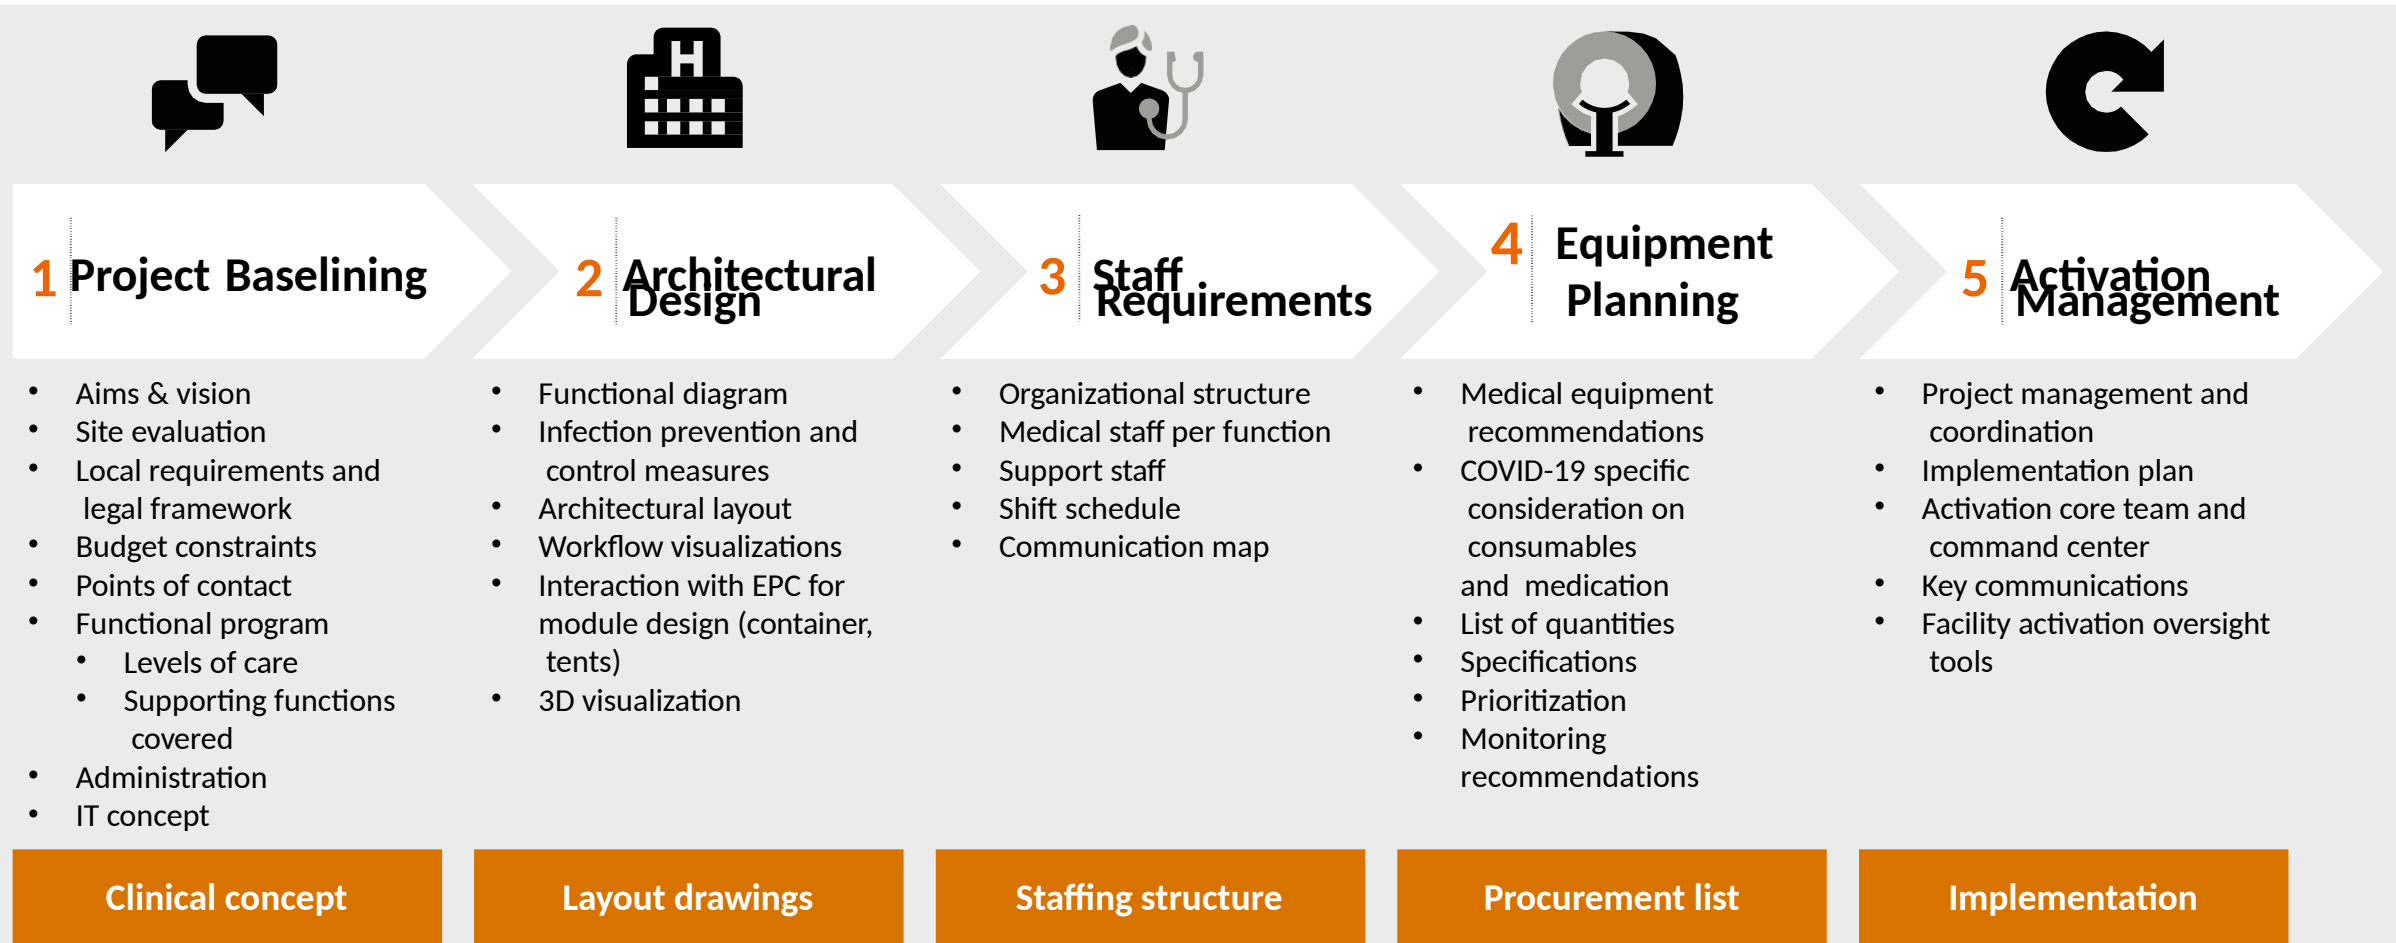 1 Project Baselining
Aims & vision
Site evaluation
Local requirements and
legal framework
Budget constraints
Points of contact
Functional program
Levels of care
Supporting functions
covered
Administration
IT concept
Clinical concept
2 Architectural
Design
Functional diagram
Infection prevention and
control measures
Architectural layout
Workflow visualizations
Interaction with EPC for
module design (container,
tents)
3D visualization
Layout drawings
3 Staff
Requirements
Organizational structure
Medical staff per function
Support staff
Shift schedule
Communication map
Staffing structure
4 Equipment
Planning
Medical equipment
recommendations
COVID-19 specific
consideration on
consumables
and medication
List of quantities
Specifications
Prioritization
Monitoring
recommendations
Procurement list
5 Activation
Management
Project management and
coordination
Implementation plan
Activation core team and
command center
Key communications
Facility activation oversight
tools
Implementation
H